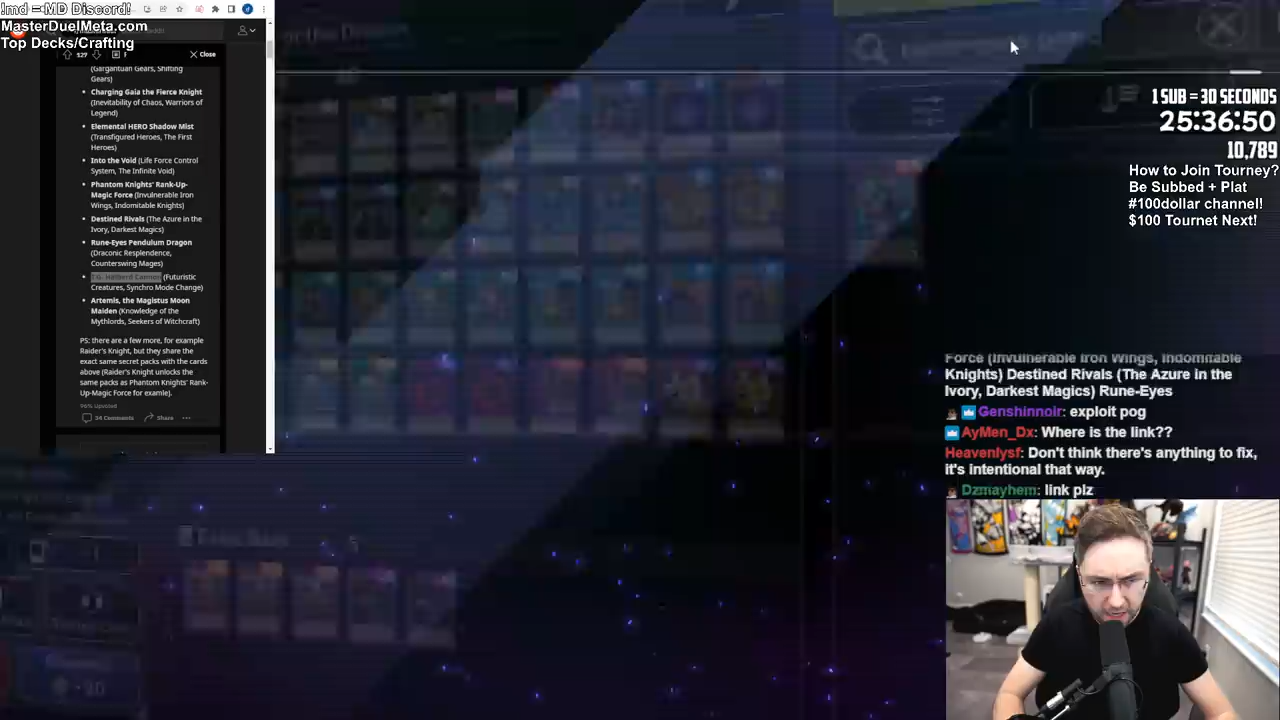 !md = MD Discord!
MasterDuelMeta.com
Top Decks/Crafting
127
Close
(Gargantuan Gears, Shifting
Gears)
Charging Gaia the Fierce Knight
(Inevitability of Chaos, Warriors of
Legend)
Elemental HERO Shadow Mist
(Transfigured Heroes, The First
Heroes)
Into the Void (Life Force Control
System, The Infinite Void)
Phantom Knights' Rank-Up-
Magic Force (Invulnerable Iron
Wings, Indomitable Knights)
Destined Rivals (The Azure in the
Ivory, Darkest Magics)
Rune-Eyes Pendulum Dragon
(Draconic Resplendence,
Counterswing Mages)
T.G. Halberd Cannon (Futuristic
Creatures, Synchro Mode Change)
Artemis, the Magistus Moon
Maiden (Knowledge of the
Mythlords, Seekers of Witchcraft)
PS: there are a few more, for example
Raider's Knight, but they share the
exact same secret packs with the cards
above (Raider's Knight unlocks the
same packs as Phantom Knights' Rank-
Up-Magic Force for examle).
96% Upvoted
34 Comments
Share
1 SUB = 30 SECONDS
25:36:50
10,789
How to Join Tourney?
Be Subbed + Plat
#100dollar channel!
$100 Tournet Next!
Force (Invulnerable Iron Wings, Indomitable
Knights) Destined Rivals (The Azure in the
Ivory, Darkest Magics) Rune-Eyes
Genshinnoir: exploit pog
AyMen_Dx: Where is the link??
Heavenlysf: Don't think there's anything to fix,
it's intentional that way.
Dzmayhem: link plz